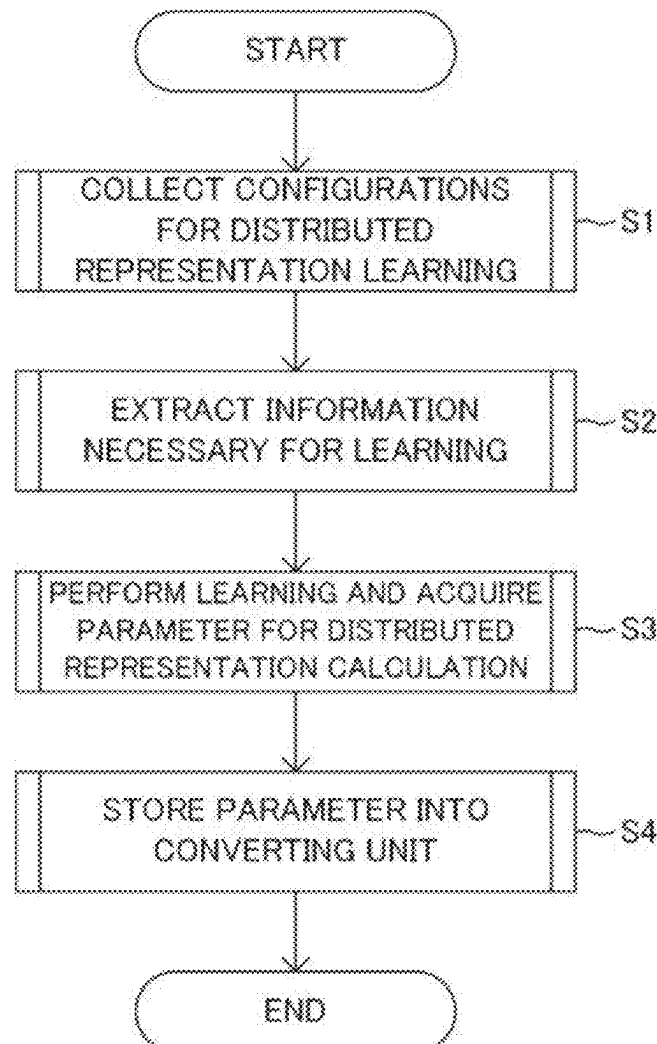 START
COLLECT CONFIGURATIONS
FOR DISTRIBUTED
REPRESENTATION LEARNING
S1
EXTRACT INFORMATION
NECESSARY FOR LEARNING
S2
PERFORM LEARNING AND ACQUIRE
PARAMETER FOR DISTRIBUTED
REPRESENTATION CALCULATION
S3
STORE PARAMETER INTO
CONVERTING UNIT
S4
END